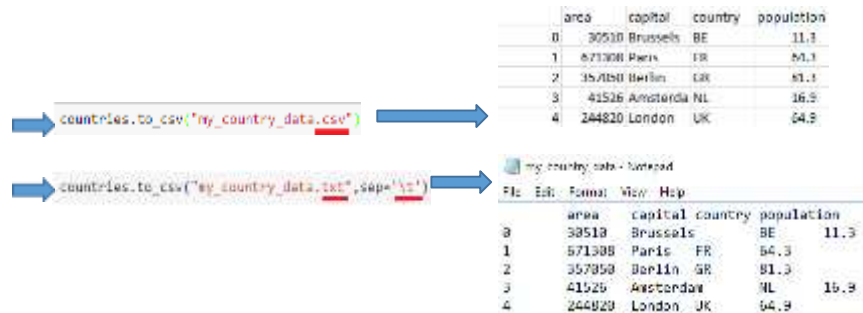 area capital country population
0 30510 Brussels BE 11.3
1 671308 Paris FR 64.3
2 357050 Berlin GR 81.3
3 41526 Amsterda NL 16.9
4 244820 London UK 64.9
countries.to_csv("my_country_data.csv")
countries.to_csv("my_country_data.txt",sep='\t')
my_country_data - Notepad
File Edit Format View Help
area capital country population
0 30510 Brussels BE 11.3
1 671308 Paris FR 64.3
2 357050 Berlin GR 81.3
3 41526 Amsterdam NL 16.9
4 244820 London UK 64.9